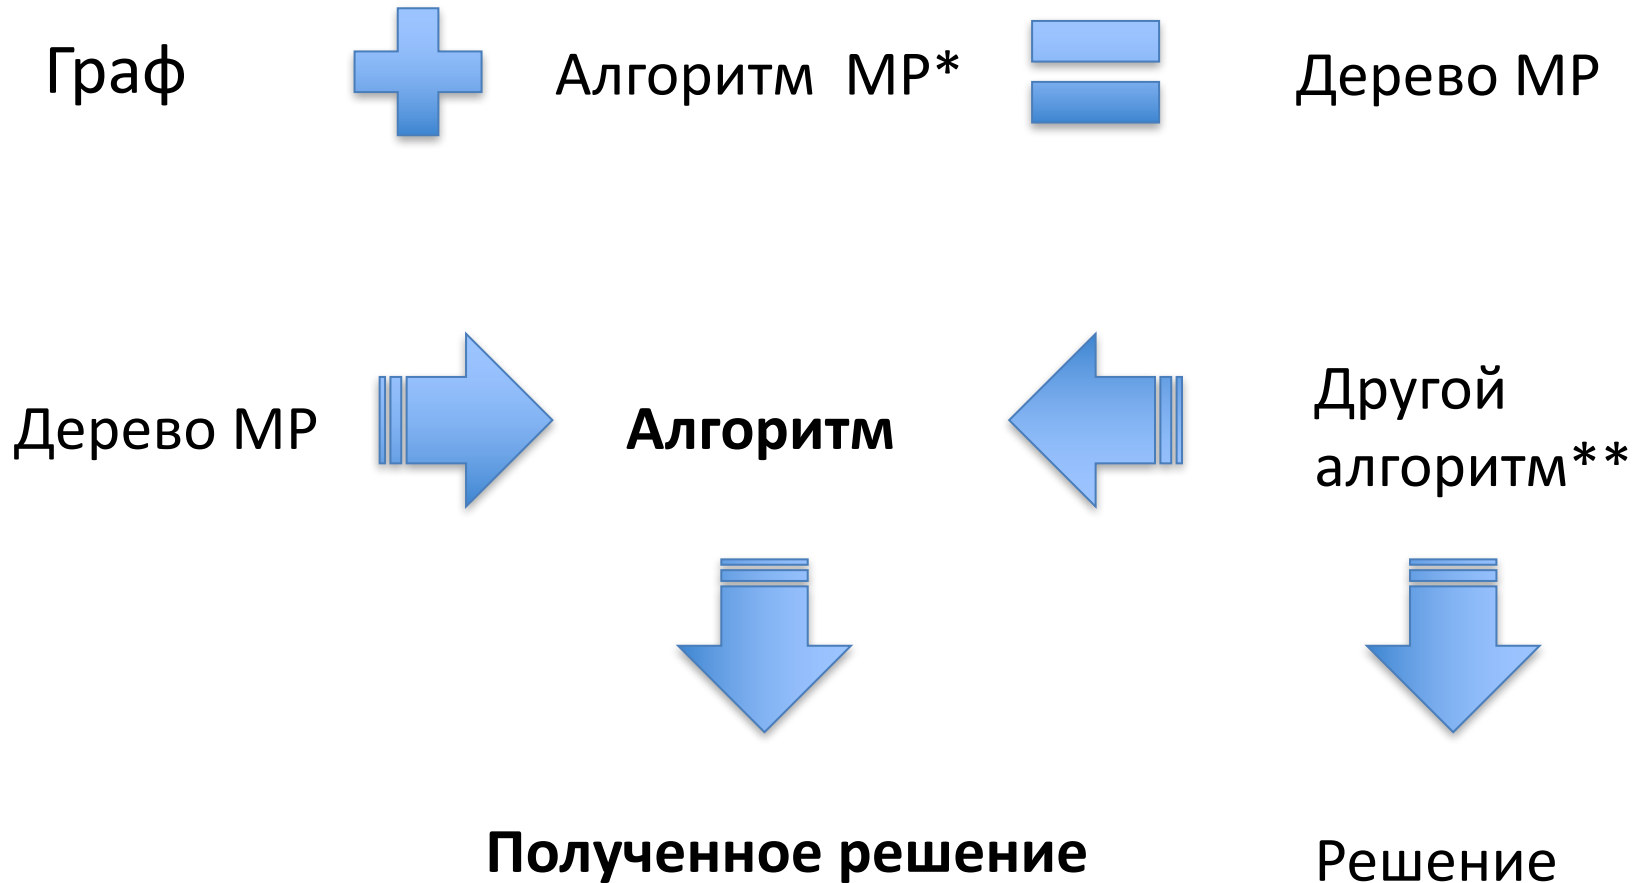 Граф Алгоритм МР* Дерево МР
Дерево МР Алгоритм Другой
алгоритм**
Полученное решение Решение